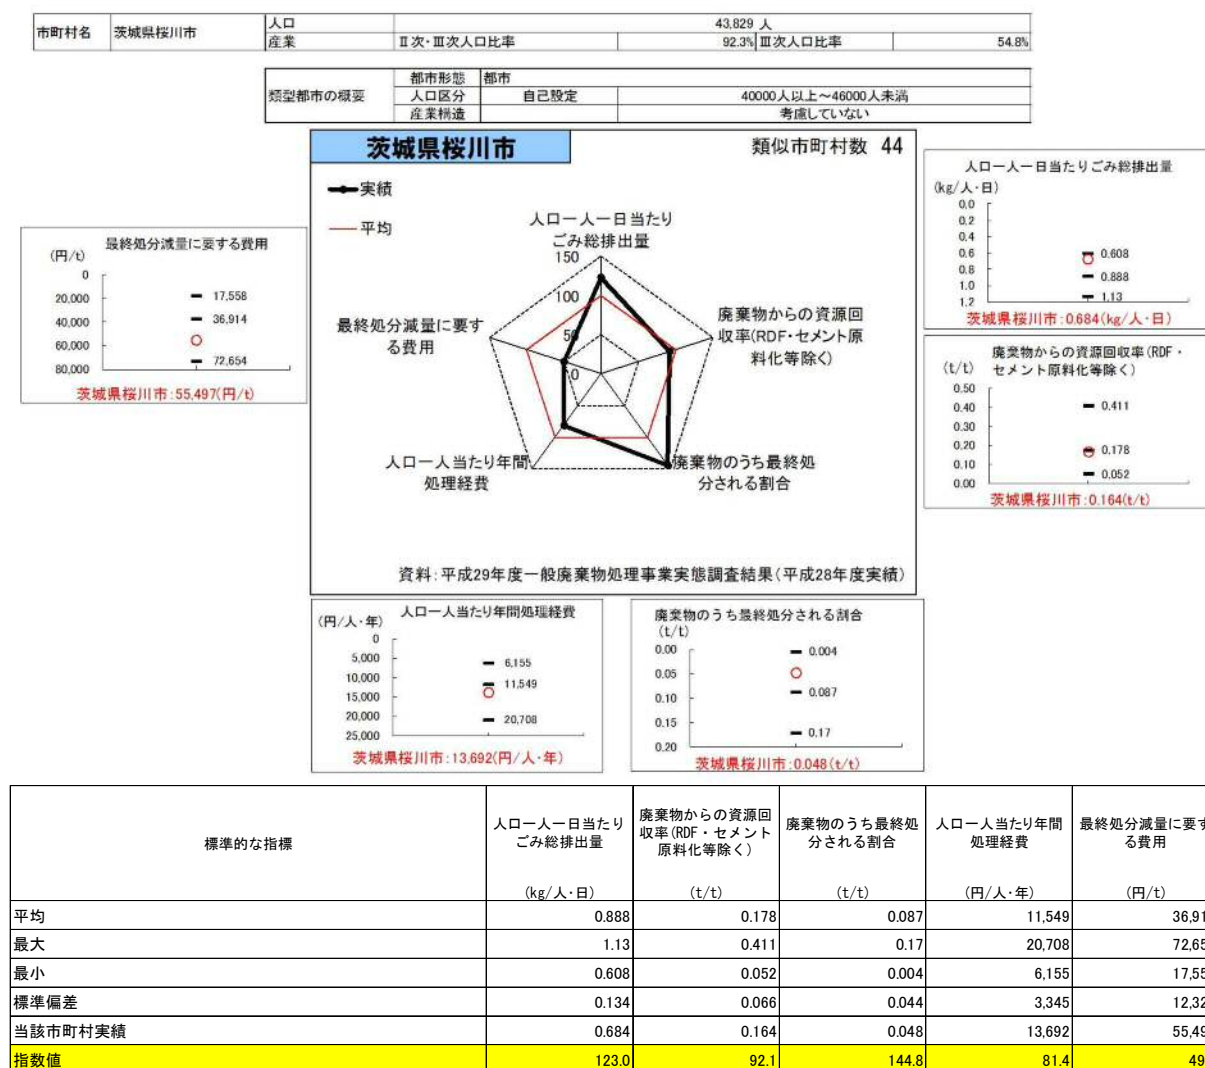 市町村名 茨城県桜川市 人口 43,829 人
産業 Ⅱ次・Ⅲ次人口比率 92.3% Ⅲ次人口比率 54.8%
類型都市の概要 都市形態 都市
人口区分 自己設定 40000人以上～46000人未満
産業構造 考慮していない
茨城県桜川市 類似市町村数 44
実績
平均
人口一人一日当たり
ごみ総排出量
150
100
50
0
廃棄物からの資源回
収率(RDF・セメント原
料化等除く)
廃棄物のうち最終処
分される割合
人口一人当たり年間
処理経費
最終処分減量に要す
る費用
資料:平成29年度一般廃棄物処理事業実態調査結果(平成28年度実績)
最終処分減量に要する費用
(円/t)
0
20,000
40,000
60,000
80,000
17,558
36,914
72,654
茨城県桜川市:55,497(円/t)
人口一人一日当たりごみ総排出量
(kg/人・日)
0.0
0.2
0.4
0.6
0.8
1.0
1.2
0.608
0.888
1.13
茨城県桜川市:0.684(kg/人・日)
廃棄物からの資源回収率(RDF・
セメント原料化等除く)
(t/t)
0.50
0.40
0.30
0.20
0.10
0.00
0.411
0.178
0.052
茨城県桜川市:0.164(t/t)
人口一人当たり年間処理経費
(円/人・年)
0
5,000
10,000
15,000
20,000
25,000
6,155
11,549
20,708
茨城県桜川市:13,692(円/人・年)
廃棄物のうち最終処分される割合
(t/t)
0.00
0.05
0.10
0.15
0.20
0.004
0.087
0.17
茨城県桜川市:0.048(t/t)
標準的な指標
人口一人一日当たり
ごみ総排出量
(kg/人・日)
廃棄物からの資源回
収率(RDF・セメント
原料化等除く)
(t/t)
廃棄物のうち最終処
分される割合
(t/t)
人口一人当たり年間
処理経費
(円/人・年)
最終処分減量に要す
る費用
(円/t)
平均 0.888 0.178 0.087 11,549 36,91
最大 1.13 0.411 0.17 20,708 72,65
最小 0.608 0.052 0.004 6,155 17,55
標準偏差 0.134 0.066 0.044 3,345 12,32
当該市町村実績 0.684 0.164 0.048 13,692 55,49
指数値 123.0 92.1 144.8 81.4 49